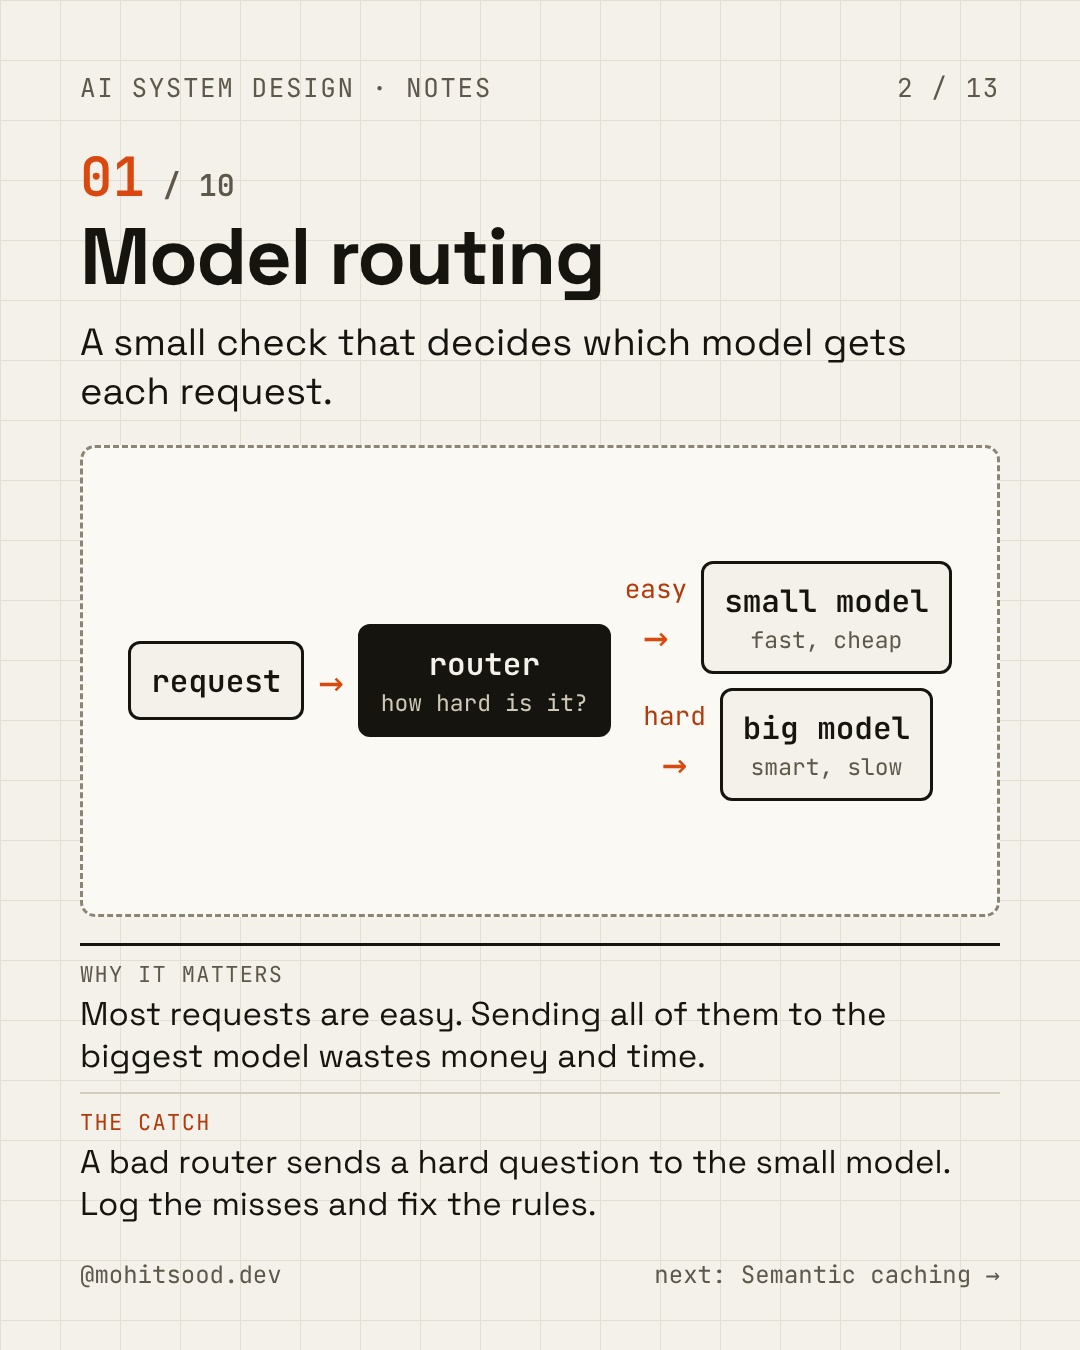 AI SYSTEM DESIGN · NOTES
2 / 13
01 / 10
Model routing
A small check that decides which model gets
each request.
request
→
router
how hard is it?
easy
→
small model
fast, cheap
hard
→
big model
smart, slow
WHY IT MATTERS
Most requests are easy. Sending all of them to the
biggest model wastes money and time.
THE CATCH
A bad router sends a hard question to the small model.
Log the misses and fix the rules.
@mohitsood.dev
next: Semantic caching →